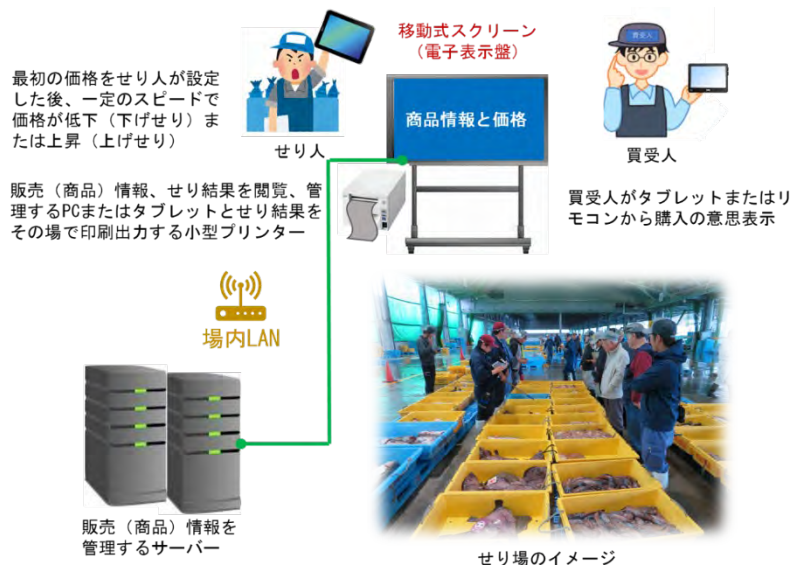 移動式スクリーン
(電子表示盤)
買受人
最初の価格をせり人が設定
した後、一定のスピードで
価格が低下(下げせり)ま
たは上昇(上げせり)
商品情報と価格
せり人
買受人
販売(商品)情報、せり結果を閲覧、管
理するPCまたはタブレットとせり結果を
その場で印刷出力する小型プリンター
買受人がタブレットまたはリ
モコンから購入の意思表示
場内LAN
販売(商品)情報を
管理するサーバー
せり場のイメージ